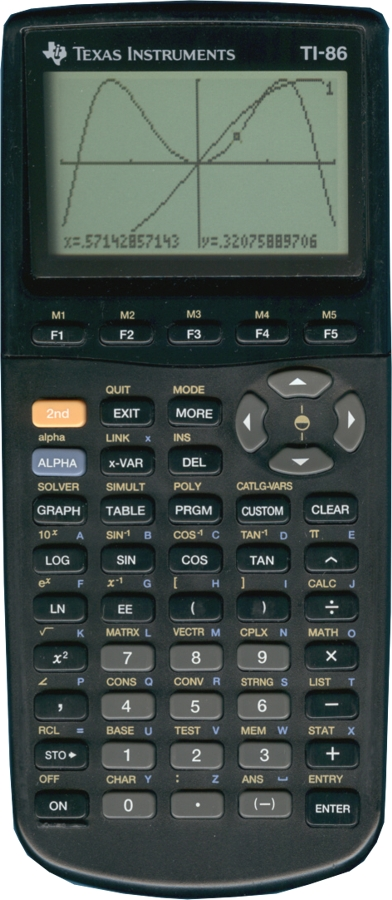 TEXAS INSTRUMENTS TI-86
1
x=.57142857143 y=.32075889706
M1 M2 M3 M4 M5
F1 F2 F3 F4 F5
QUIT MODE
2nd EXIT MORE
alpha LINK x INS
ALPHA x-VAR DEL
SOLVER SIMULT POLY CATLG-VARS
GRAPH TABLE PRGM CUSTOM CLEAR
10ˣ A SIN⁻¹ B COS⁻¹ C TAN⁻¹ D π E
LOG SIN COS TAN ^
eˣ F x⁻¹ G [ H ] I CALC J
LN EE ( ) ÷
√ K MATRX L VECTR M CPLX N MATH O
x² 7 8 9 ×
∠ P CONS Q CONV R STRNG S LIST T
, 4 5 6 −
RCL = BASE U TEST V MEM W STAT X
STO➧ 1 2 3 +
OFF CHAR Y : Z ANS ⎵ ENTRY
ON 0 . (−) ENTER